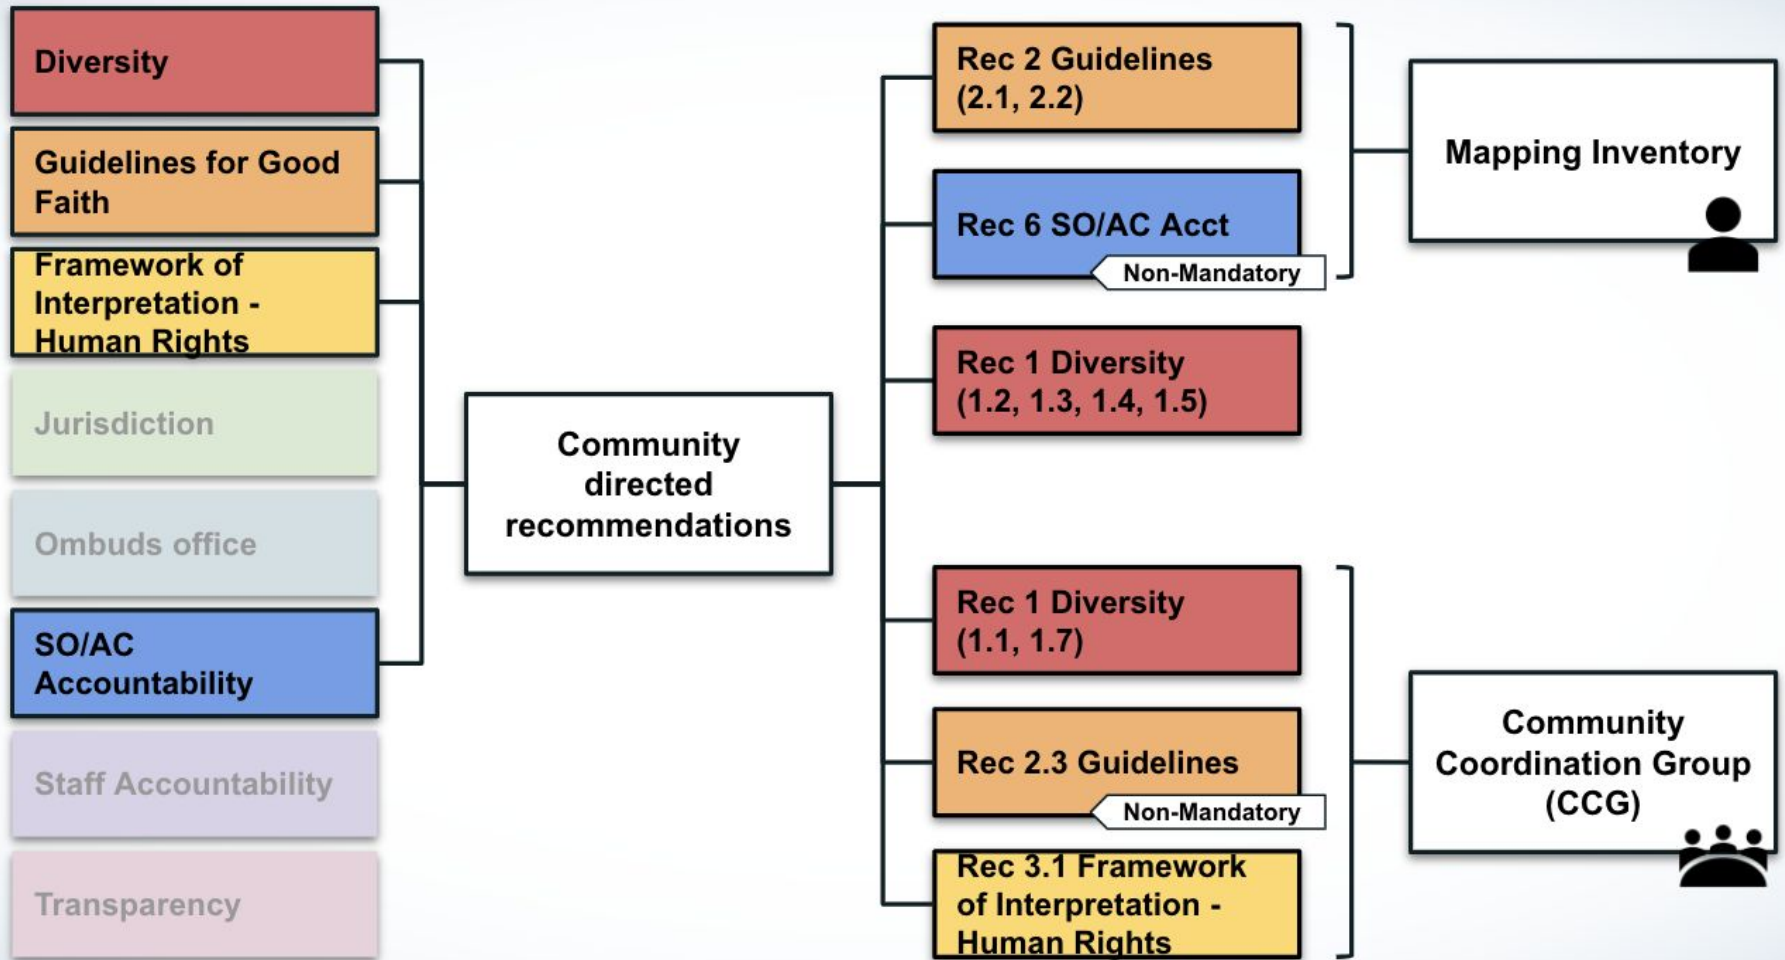 Diversity
Guidelines for Good
Faith
Framework of
Interpretation -
Human Rights
Jurisdiction
Ombuds office
SO/AC
Accountability
Staff Accountability
Transparency
Community
directed
recommendations
Rec 2 Guidelines
(2.1, 2.2)
Rec 6 SO/AC Acct
Non-Mandatory
Rec 1 Diversity
(1.2, 1.3, 1.4, 1.5)
Rec 1 Diversity
(1.1, 1.7)
Rec 2.3 Guidelines
Non-Mandatory
Rec 3.1 Framework
of Interpretation -
Human Rights
Mapping Inventory
Community
Coordination Group
(CCG)